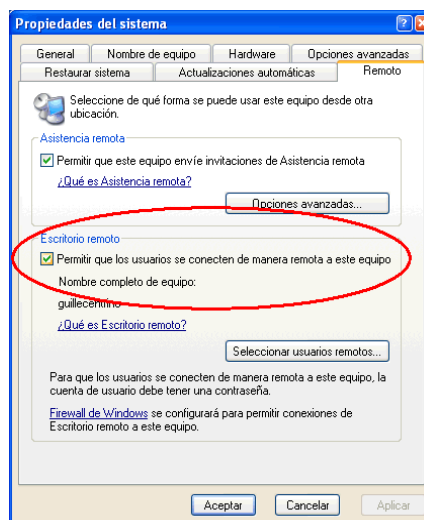 Propiedades del sistema
General
Nombre de equipo
Hardware
Opciones avanzadas
Restaurar sistema
Actualizaciones automáticas
Remoto
Seleccione de qué forma se puede usar este equipo desde otra
ubicación.
Asistencia remota
Permitir que este equipo envíe invitaciones de Asistencia remota
¿Qué es Asistencia remota?
Opciones avanzadas...
Escritorio remoto
Permitir que los usuarios se conecten de manera remota a este equipo
Nombre completo de equipo:
¿Qué es Escritorio remoto?
Seleccionar usuarios remotos...
Para que los usuarios se conecten de manera remota a este equipo, la
cuenta de usuario debe tener una contraseña.
Firewall de Windows se configurará para permitir conexiones de
Escritorio remoto a este equipo.
Aceptar
Cancelar
Aplicar